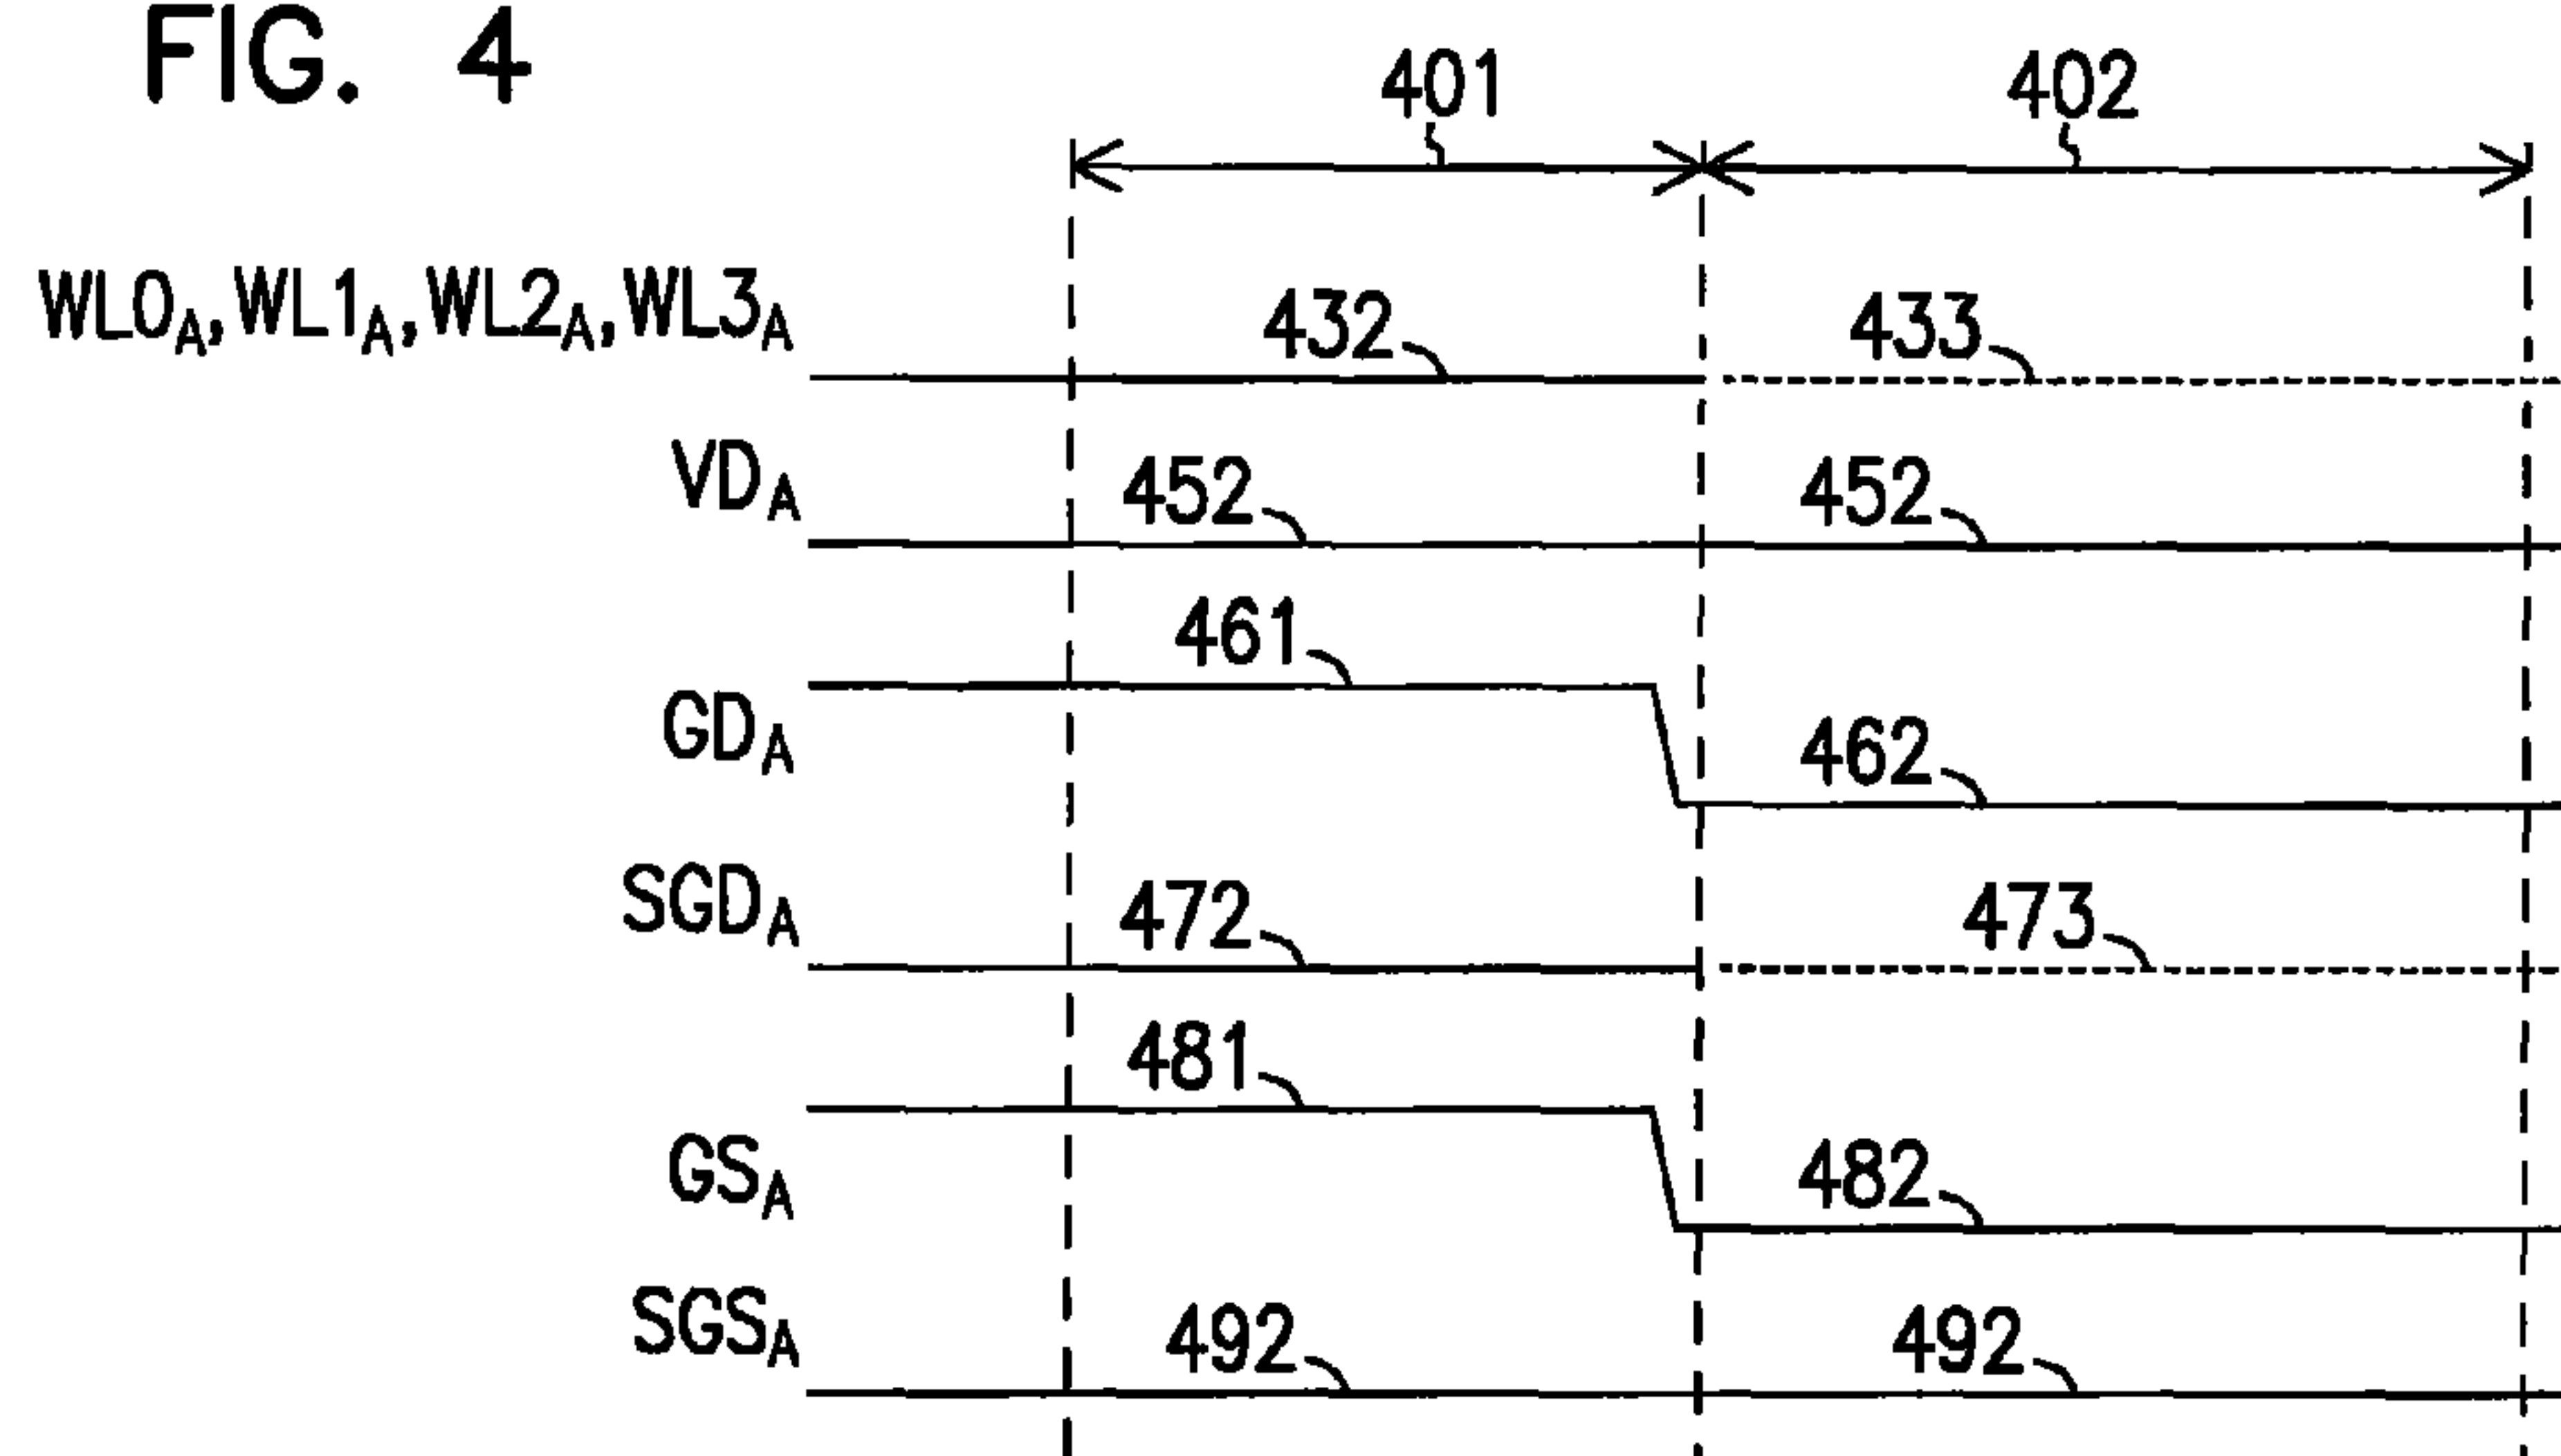 FIG. 4
401 402
WL0A, WL1A, WL2A, WL3A 432 433
VDA 452 452
461
GDA 462
SGDA 472 473
481
GSA 482
SGSA 492 492